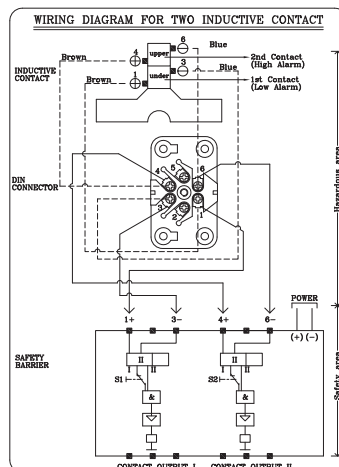 WIRING DIAGRAM FOR TWO INDUCTIVE CONTACT
6
Blue
4
Brown
upper
2nd Contact
(High Alarm)
3
Blue
INDUCTIVE
CONTACT
1
Brown
under
1st Contact
(Low Alarm)
Hazardous area
DIN
CONNECTOR
5
4
6
3
2
1
POWER
1+
3-
4+
6-
(+) (-)
SAFETY
BARRIER
II
II
I
II
I
II
S1
S2
&
&
Safety area
CONTACT OUTPUT I
CONTACT OUTPUT II